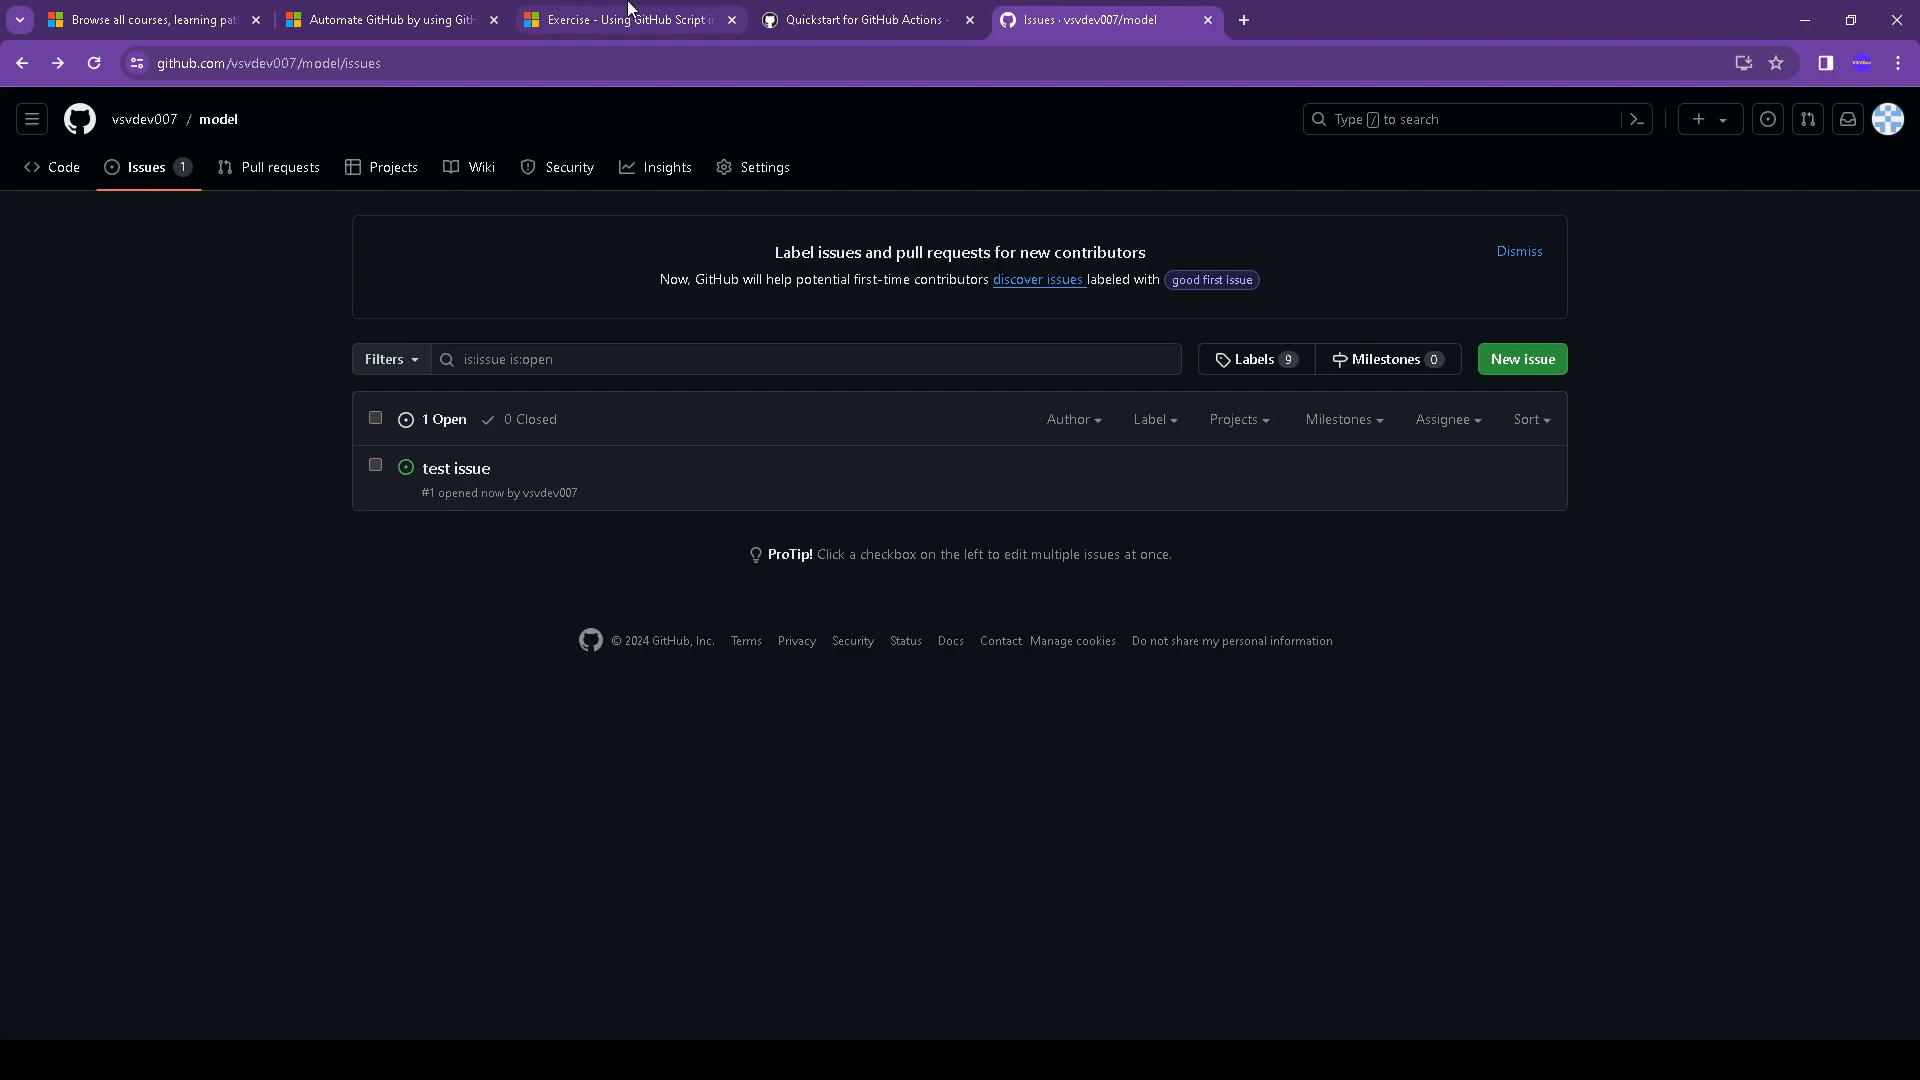 Browse all courses, learning pat
Automate GitHub by using GitH
Exercise - Using GitHub Script in
Quickstart for GitHub Actions -
Issues · vsvdev007/model
github.com/vsvdev007/model/issues
vsvdev007 / model
Type / to search
Code
Issues 1
Pull requests
Projects
Wiki
Security
Insights
Settings
Label issues and pull requests for new contributors
Dismiss
Now, GitHub will help potential first-time contributors discover issues labeled with good first issue
Filters
is:issue is:open
Labels 9
Milestones 0
New issue
1 Open
0 Closed
Author
Label
Projects
Milestones
Assignee
Sort
test issue
#1 opened now by vsvdev007
ProTip! Click a checkbox on the left to edit multiple issues at once.
© 2024 GitHub, Inc.
Terms
Privacy
Security
Status
Docs
Contact
Manage cookies
Do not share my personal information